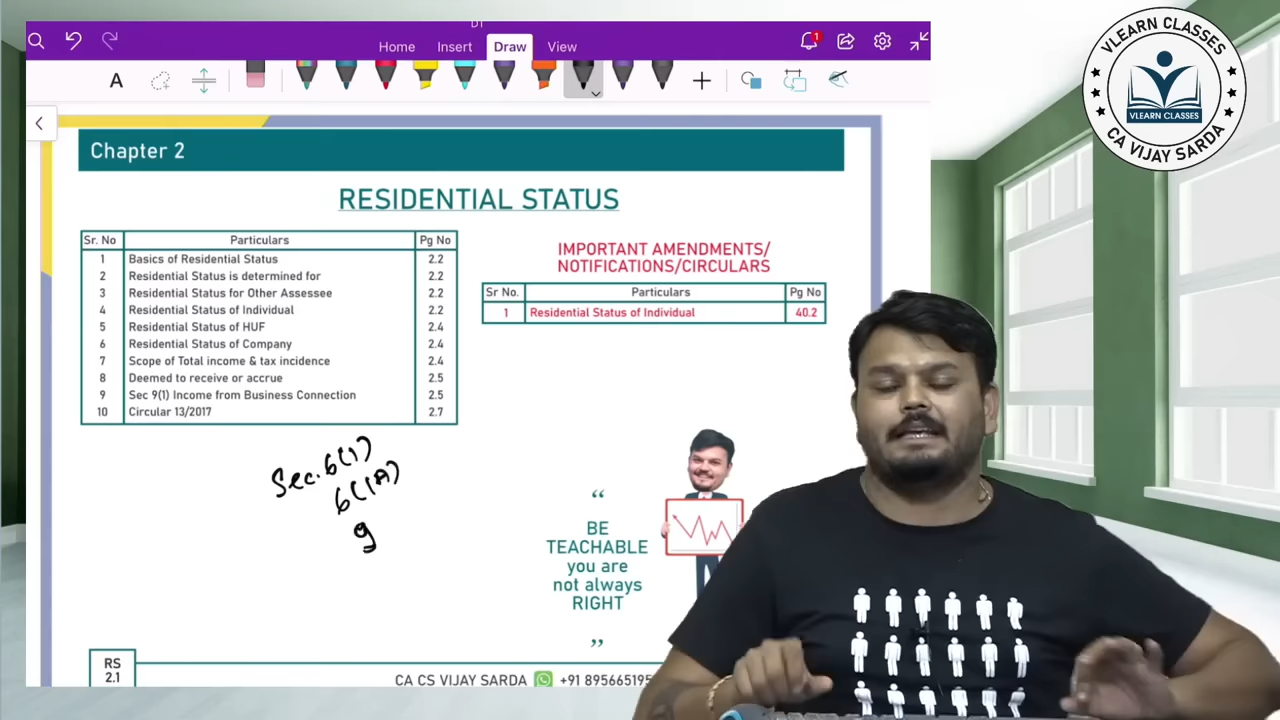 DT
Home Insert Draw View
1
A
Chapter 2
RESIDENTIAL STATUS
Sr. No Particulars Pg No
1 Basics of Residential Status 2.2
2 Residential Status is determined for 2.2
3 Residential Status for Other Assessee 2.2
4 Residential Status of Individual 2.2
5 Residential Status of HUF 2.4
6 Residential Status of Company 2.4
7 Scope of Total income & tax incidence 2.4
8 Deemed to receive or accrue 2.5
9 Sec 9(1) Income from Business Connection 2.5
10 Circular 13/2017 2.7
IMPORTANT AMENDMENTS/
NOTIFICATIONS/CIRCULARS
Sr No. Particulars Pg No
1 Residential Status of Individual 40.2
Sec. 6(1)
6(1A)
9
“
BE
TEACHABLE
you are
not always
RIGHT
”
RS
2.1
CA CS VIJAY SARDA +91 895665195
VLEARN CLASSES
VLEARN CLASSES
CA VIJAY SARDA